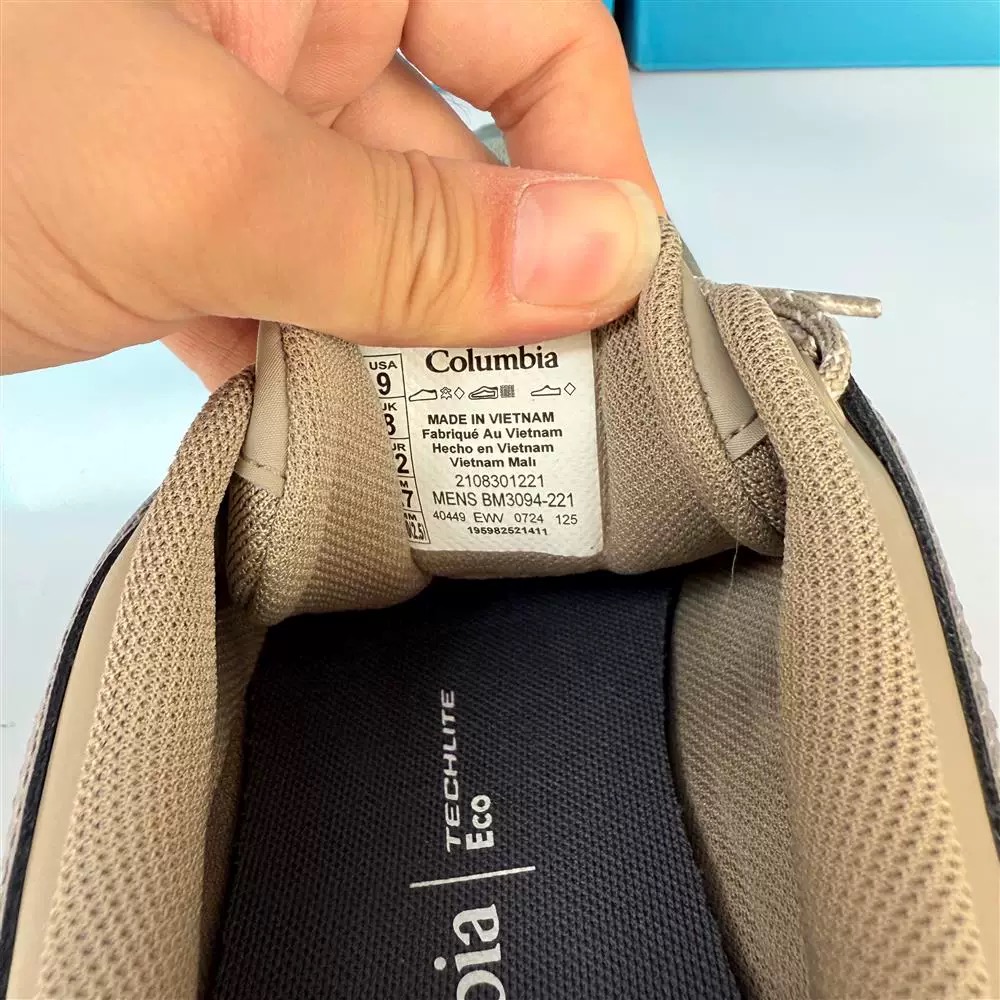 USA
9
UK
8
Columbia
MADE IN VIETNAM
Fabriqué Au Vietnam
Hecho en Vietnam
Vietnam Malı
2108301221
MENS BM3094-221
40449 EWV 0724 125
195982521411
TECHLITE
Eco